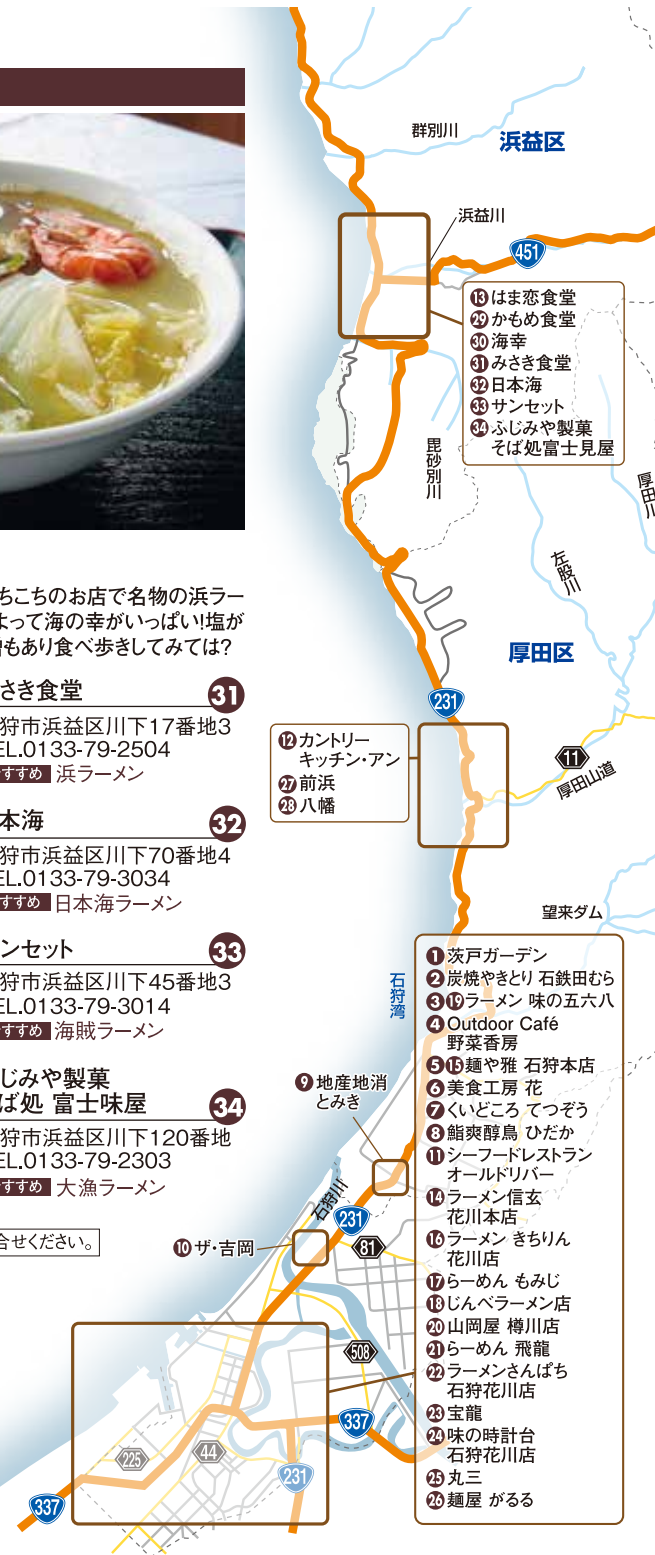 群別川
浜益区
浜益川
451
⑬はま恋食堂
㉙かもめ食堂
㉚海幸
㉛みさき食堂
㉜日本海
㉝サンセット
㉞ふじみや製菓
そば処富士見屋
毘砂別川
厚田川
左股川
厚田区
231
⑫カントリー
キッチン・アン
㉗前浜
㉘八幡
11
厚田山道
望来ダム
石狩湾
⑨地産地消
とみき
石狩川
231
⑩ザ・吉岡
81
508
337
225
44
231
337
①茨戸ガーデン
②炭焼やきとり 石鉄田むら
③⑲ラーメン 味の五六八
④Outdoor Café
野菜香房
⑤⑮麺や雅 石狩本店
⑥美食工房 花
⑦くいどころ てつぞう
⑧鮨爽醇鳥 ひだか
⑪シーフードレストラン
オールドリバー
⑭ラーメン信玄
花川本店
⑯ラーメン きちりん
花川店
⑰らーめん もみじ
⑱じんべラーメン店
⑳山岡屋 樽川店
㉑らーめん 飛龍
㉒ラーメンさんぱち
石狩花川店
㉓宝龍
㉔味の時計台
石狩花川店
㉕丸三
㉖麺屋 がるる
ちこちのお店で名物の浜ラー
よって海の幸がいっぱい!塩が
噌もあり食べ歩きしてみては?
さき食堂 31
狩市浜益区川下17番地3
EL.0133-79-2504
すすめ 浜ラーメン
本海 32
狩市浜益区川下70番地4
EL.0133-79-3034
すすめ 日本海ラーメン
ンセット 33
狩市浜益区川下45番地3
EL.0133-79-3014
すすめ 海賊ラーメン
じみや製菓
ば処 富士味屋 34
狩市浜益区川下120番地
EL.0133-79-2303
すすめ 大漁ラーメン
合せください。